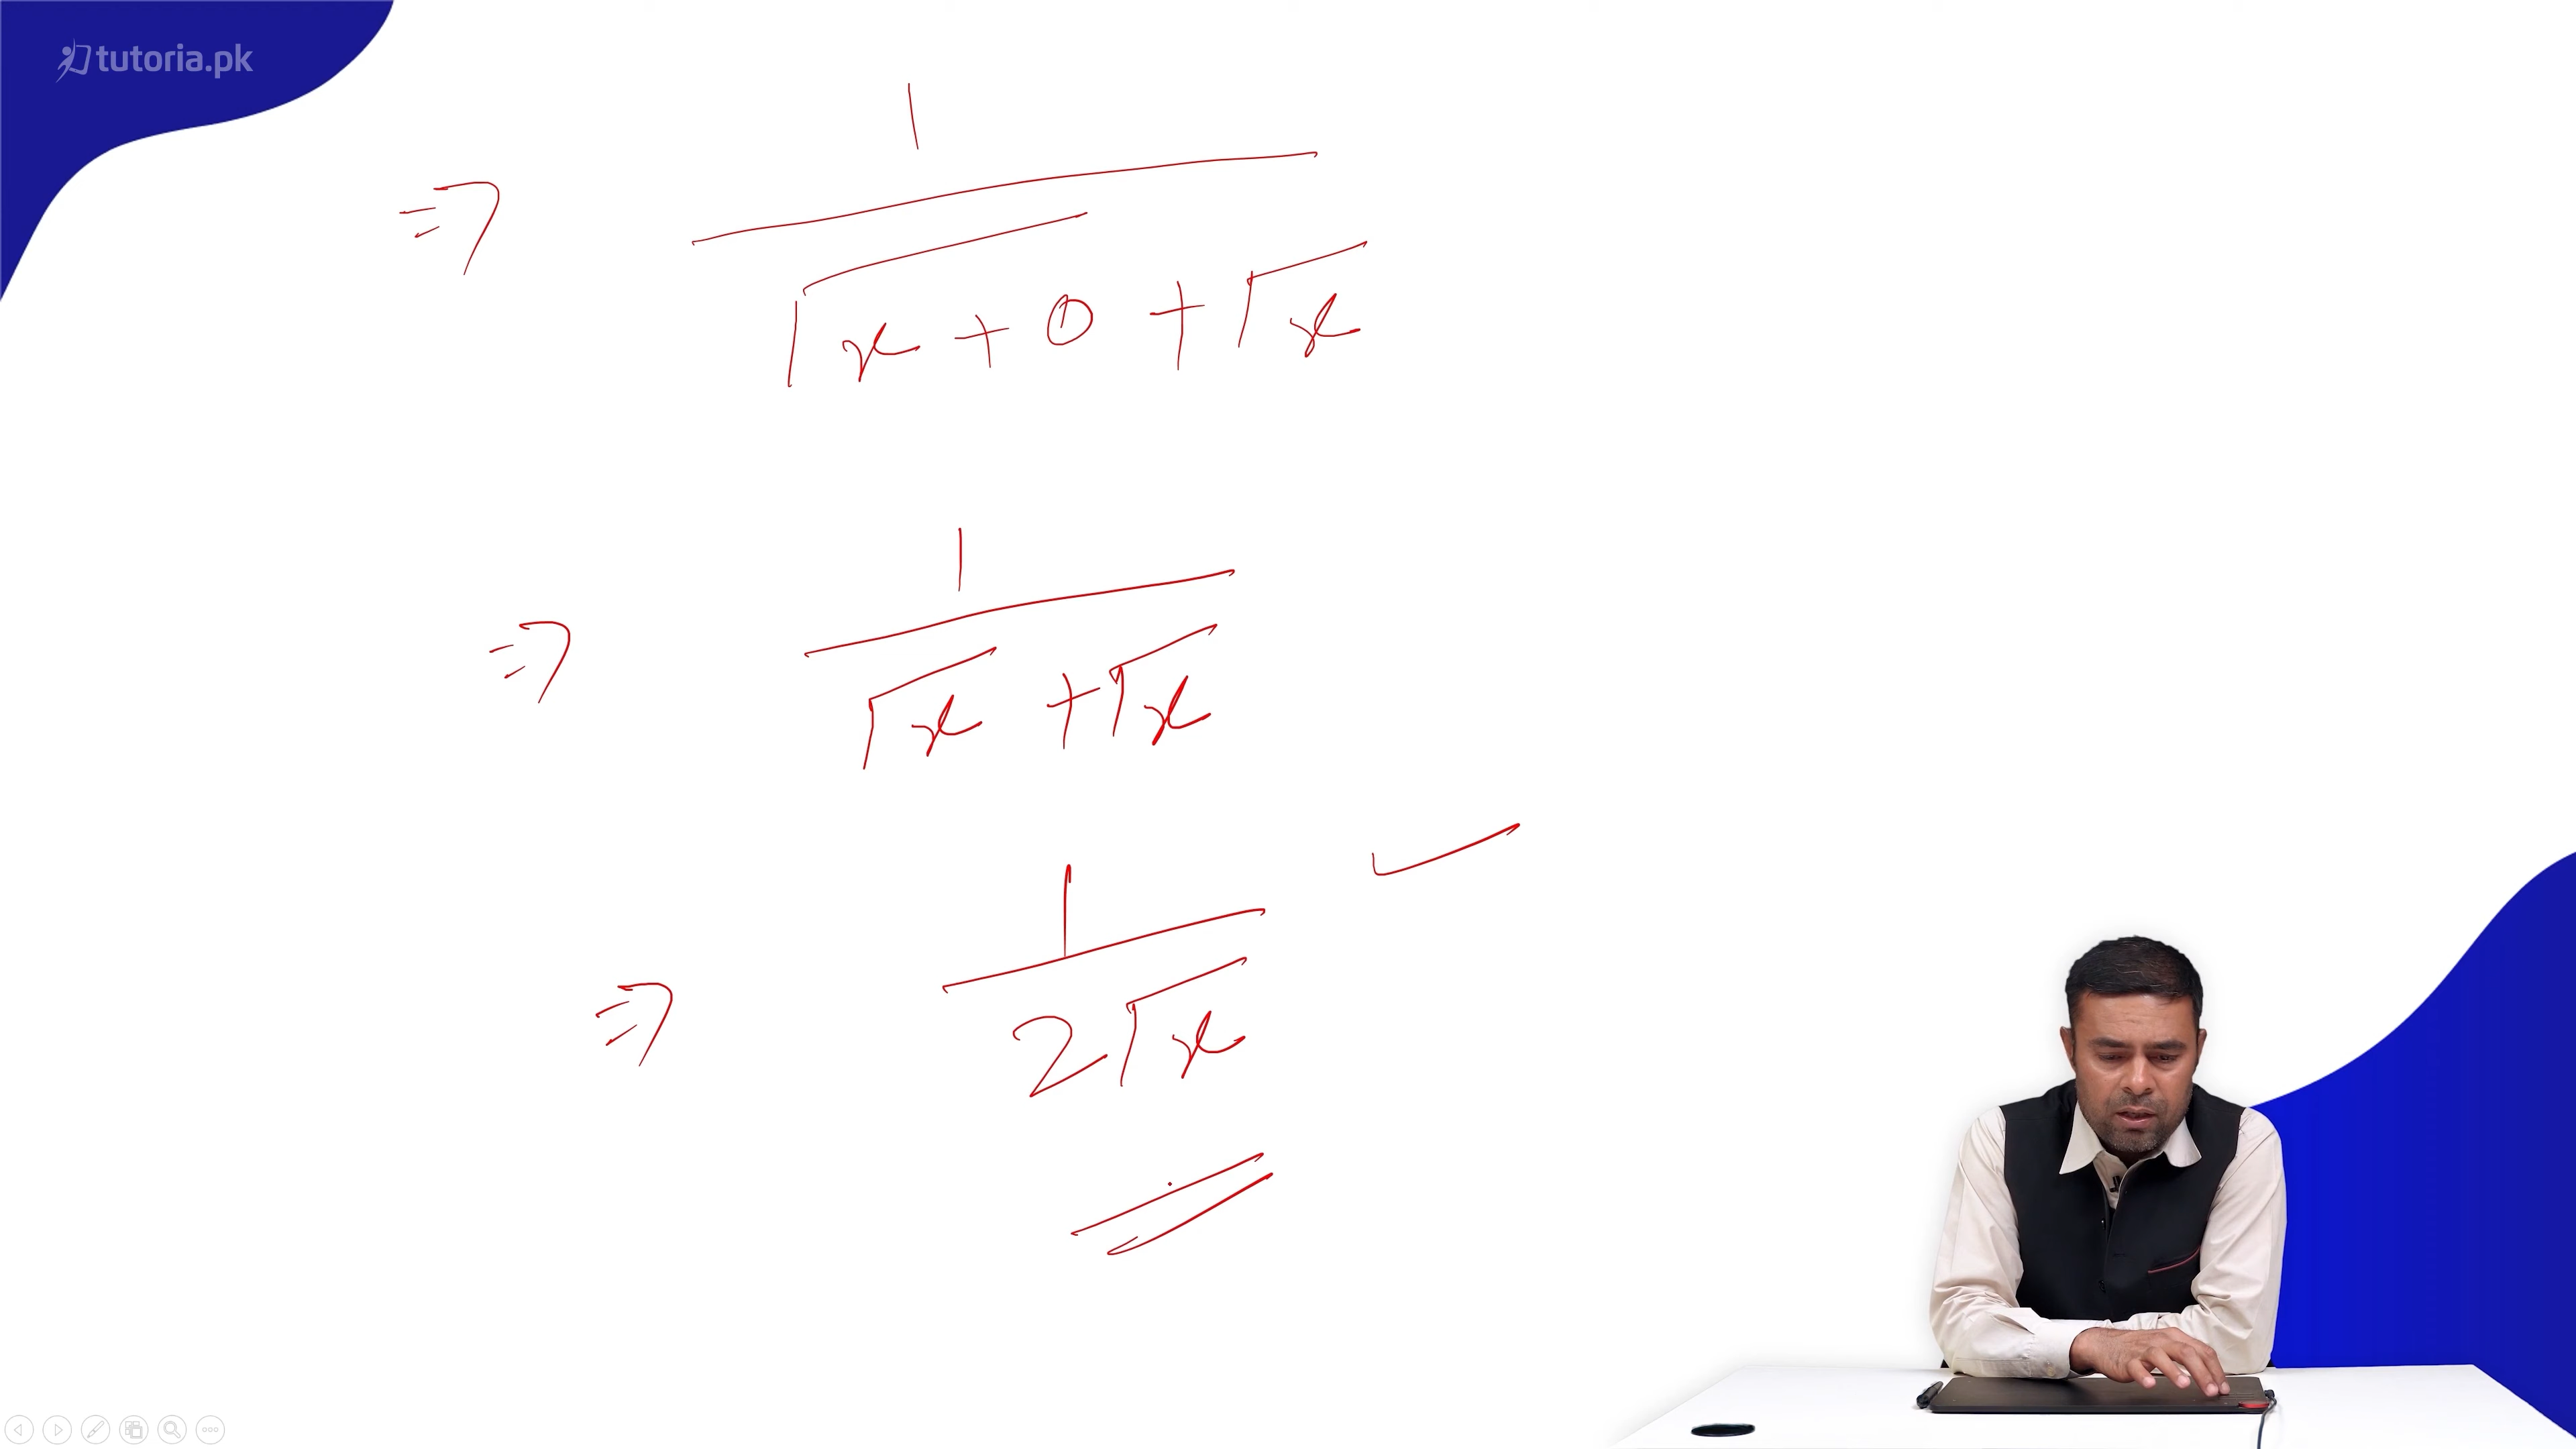 tutoria.pk
⇒ 1/(√(x + 0) + √x)
⇒ 1/(√x + √x)
⇒ 1/(2√x) ✓